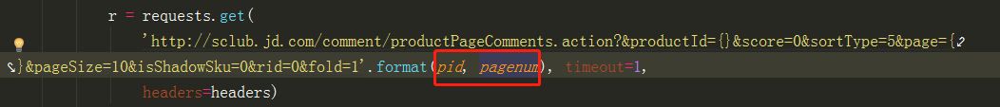 r = requests.get(
'http://sclub.jd.com/comment/productPageComments.action?&productId={}&score=0&sortType=5&page={
}&pageSize=10&isShadowSku=0&rid=0&fold=1'.format(pid, pagenum), timeout=1,
headers=headers)